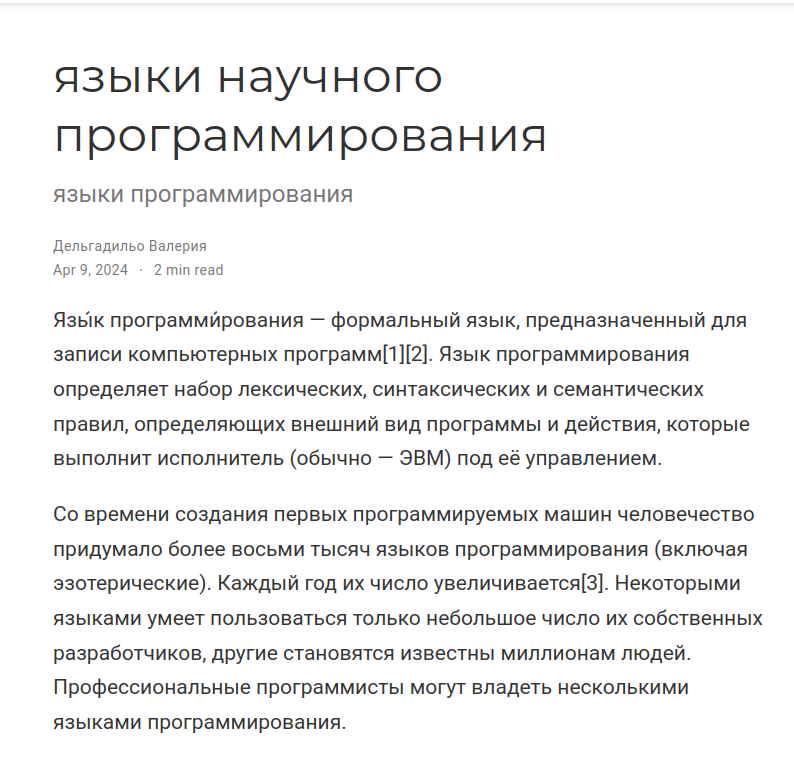 языки научного
программирования
языки программирования
Дельгадильо Валерия
Apr 9, 2024 · 2 min read
Язы́к программи́рования — формальный язык, предназначенный для
записи компьютерных программ[1][2]. Язык программирования
определяет набор лексических, синтаксических и семантических
правил, определяющих внешний вид программы и действия, которые
выполнит исполнитель (обычно — ЭВМ) под её управлением.
Со времени создания первых программируемых машин человечество
придумало более восьми тысяч языков программирования (включая
эзотерические). Каждый год их число увеличивается[3]. Некоторыми
языками умеет пользоваться только небольшое число их собственных
разработчиков, другие становятся известны миллионам людей.
Профессиональные программисты могут владеть несколькими
языками программирования.